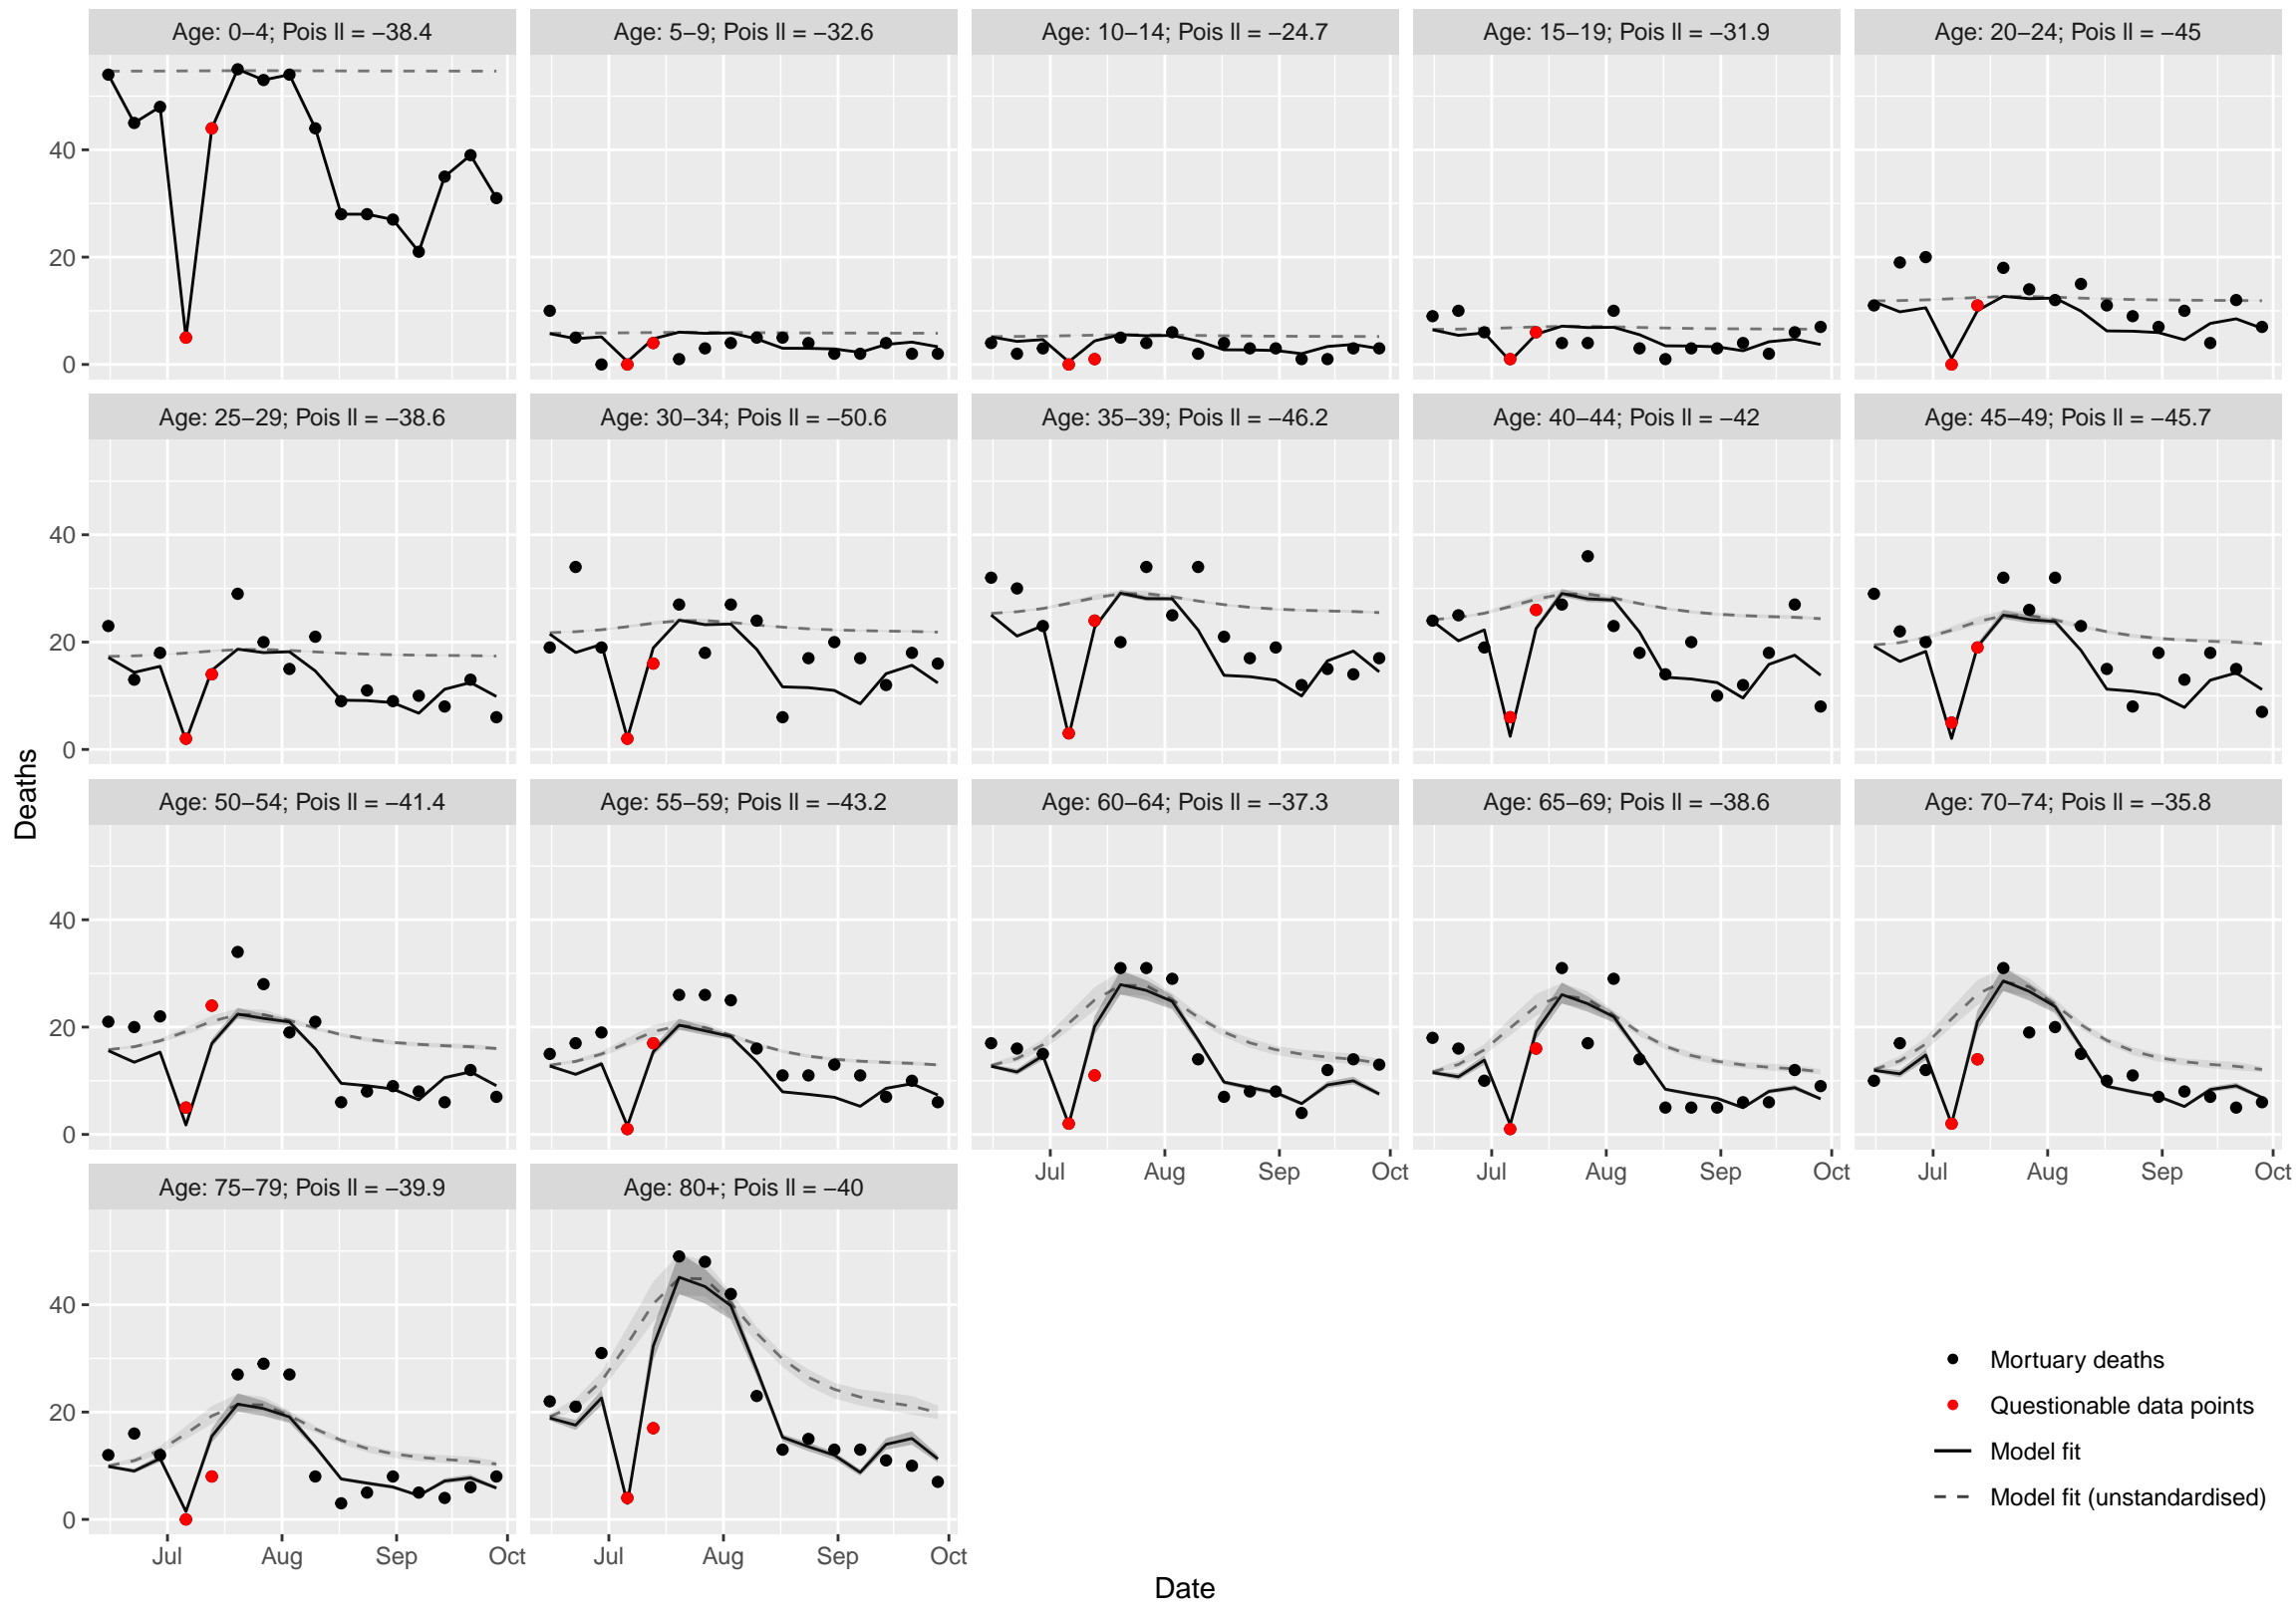 Age: 0−4; Pois ll = −38.4
Age: 5−9; Pois ll = −32.6
Age: 10−14; Pois ll = −24.7
Age: 15−19; Pois ll = −31.9
Age: 20−24; Pois ll = −45
40
20
0
Age: 25−29; Pois ll = −38.6
Age: 30−34; Pois ll = −50.6
Age: 35−39; Pois ll = −46.2
Age: 40−44; Pois ll = −42
Age: 45−49; Pois ll = −45.7
40
20
0
Deaths
Age: 50−54; Pois ll = −41.4
Age: 55−59; Pois ll = −43.2
Age: 60−64; Pois ll = −37.3
Age: 65−69; Pois ll = −38.6
Age: 70−74; Pois ll = −35.8
40
20
0
Jul Aug Sep Oct
Jul Aug Sep Oct
Jul Aug Sep Oct
Age: 75−79; Pois ll = −39.9
Age: 80+; Pois ll = −40
40
20
0
Jul Aug Sep Oct
Jul Aug Sep Oct
Mortuary deaths
Questionable data points
Model fit
Model fit (unstandardised)
Date